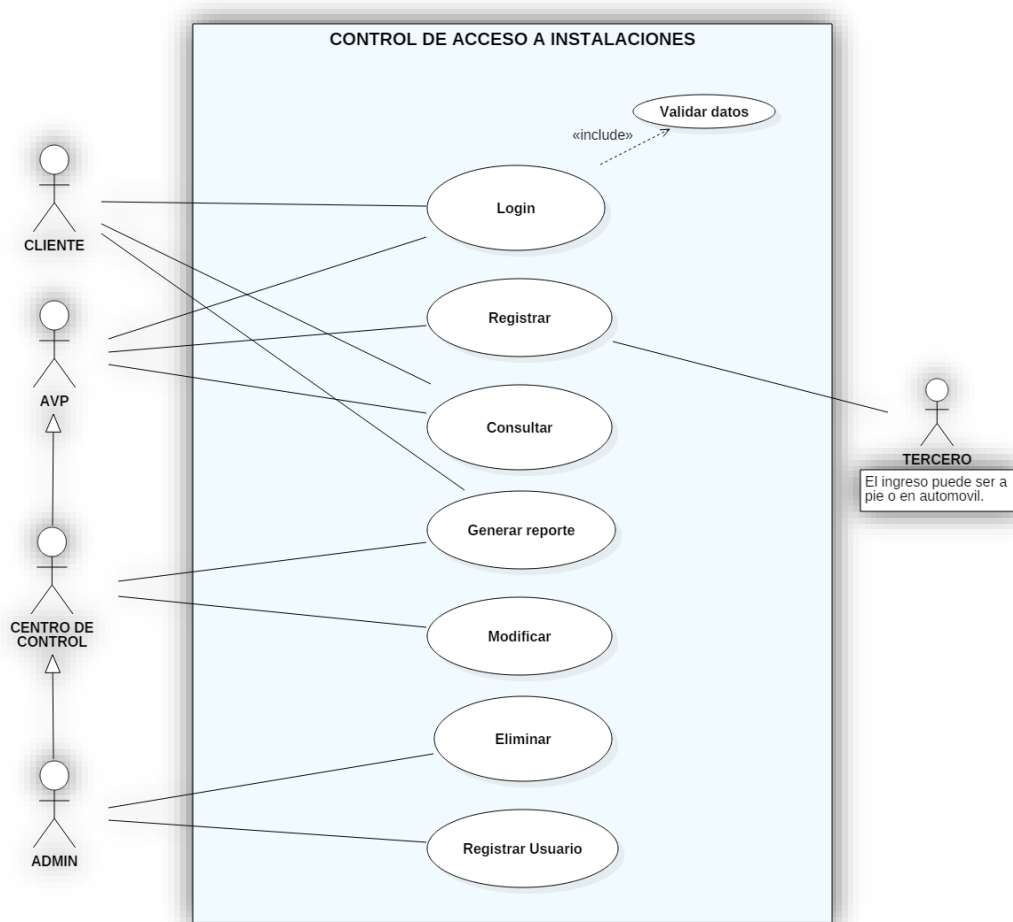 CONTROL DE ACCESO A INSTALACIONES
Validar datos
«include»
Login
CLIENTE
Registrar
AVP
Consultar
TERCERO
El ingreso puede ser a
pie o en automovil.
Generar reporte
CENTRO DE
CONTROL
Modificar
Eliminar
Registrar Usuario
ADMIN